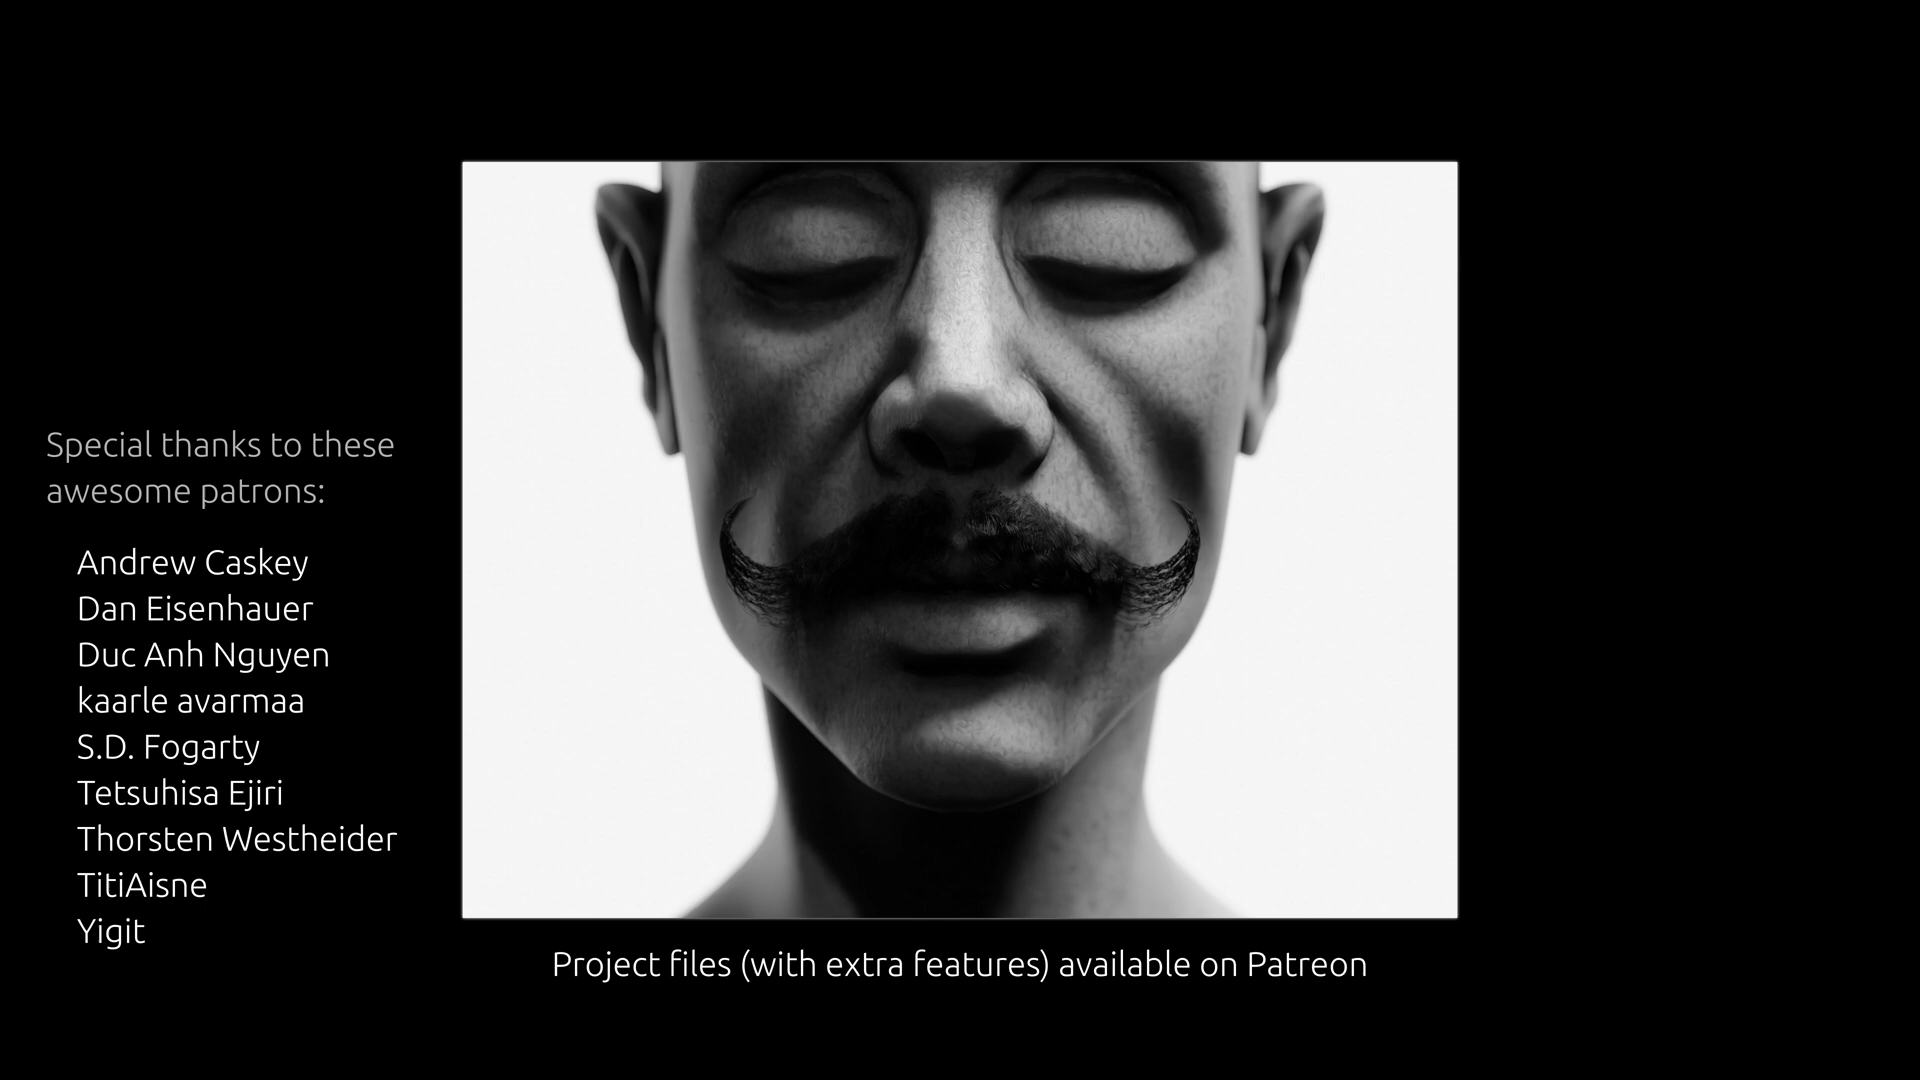 Special thanks to these
awesome patrons:
Andrew Caskey
Dan Eisenhauer
Duc Anh Nguyen
kaarle avarmaa
S.D. Fogarty
Tetsuhisa Ejiri
Thorsten Westheider
TitiAisne
Yigit
Project files (with extra features) available on Patreon